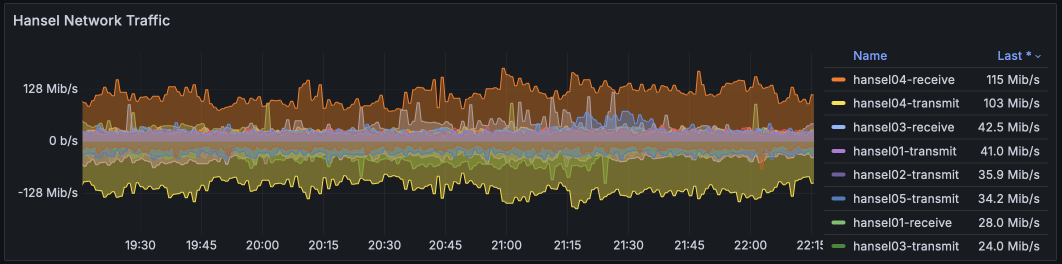 Hansel Network Traffic
Name Last *
128 Mib/s
0 b/s
-128 Mib/s
19:30 19:45 20:00 20:15 20:30 20:45 21:00 21:15 21:30 21:45 22:00 22:15
hansel04-receive 115 Mib/s
hansel04-transmit 103 Mib/s
hansel03-receive 42.5 Mib/s
hansel01-transmit 41.0 Mib/s
hansel02-transmit 35.9 Mib/s
hansel05-transmit 34.2 Mib/s
hansel01-receive 28.0 Mib/s
hansel03-transmit 24.0 Mib/s